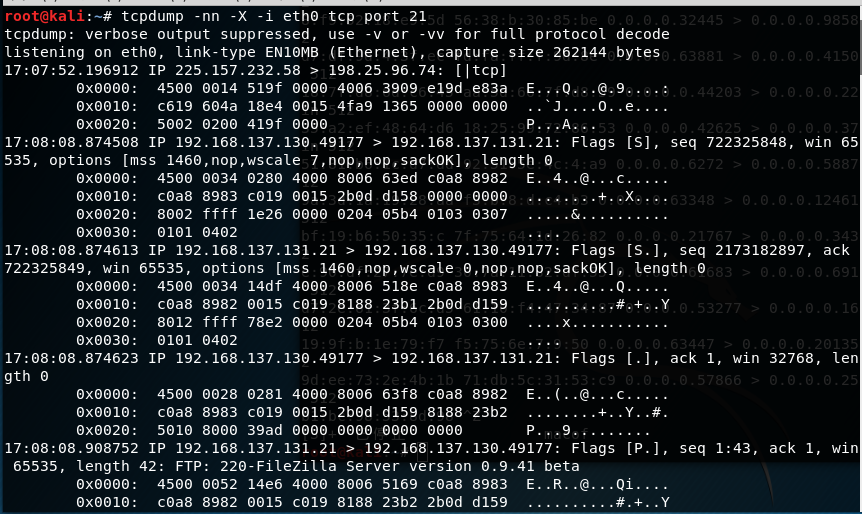 root@kali:~# tcpdump -nn -X -i eth0 tcp port 21
tcpdump: verbose output suppressed, use -v or -vv for full protocol decode
listening on eth0, link-type EN10MB (Ethernet), capture size 262144 bytes
17:07:52.196912 IP 225.157.232.58 > 198.25.96.74: [|tcp]
0x0000:  4500 0014 519f 0000 4006 3909 e19d e83a  E...Q...@.9....:
0x0010:  c619 604a 18e4 0015 4fa9 1365 0000 0000  ..`J....O..e....
0x0020:  5002 0200 419f 0000                      P...A...
17:08:08.874508 IP 192.168.137.130.49177 > 192.168.137.131.21: Flags [S], seq 722325848, win 65
535, options [mss 1460,nop,wscale 7,nop,nop,sackOK], length 0
0x0000:  4500 0034 0280 4000 8006 63ed c0a8 8982  E..4..@...c.....
0x0010:  c0a8 8983 c019 0015 2b0d d158 0000 0000  ........+..X....
0x0020:  8002 ffff 1e26 0000 0204 05b4 0103 0307  .....&..........
0x0030:  0101 0402                                ....
17:08:08.874613 IP 192.168.137.131.21 > 192.168.137.130.49177: Flags [S.], seq 2173182897, ack
722325849, win 65535, options [mss 1460,nop,wscale 0,nop,nop,sackOK], length 0
0x0000:  4500 0034 14df 4000 8006 518e c0a8 8983  E..4..@...Q.....
0x0010:  c0a8 8982 0015 c019 8188 23b1 2b0d d159  ..........#.+..Y
0x0020:  8012 ffff 78e2 0000 0204 05b4 0103 0300  ....x...........
0x0030:  0101 0402                                ....
17:08:08.874623 IP 192.168.137.130.49177 > 192.168.137.131.21: Flags [.], ack 1, win 32768, len
gth 0
0x0000:  4500 0028 0281 4000 8006 63f8 c0a8 8982  E..(..@...c.....
0x0010:  c0a8 8983 c019 0015 2b0d d159 8188 23b2  ........+..Y..#.
0x0020:  5010 8000 39ad 0000 0000 0000 0000       P...9.........
17:08:08.908752 IP 192.168.137.131.21 > 192.168.137.130.49177: Flags [P.], seq 1:43, ack 1, win
65535, length 42: FTP: 220-FileZilla Server version 0.9.41 beta
0x0000:  4500 0052 14e6 4000 8006 5169 c0a8 8983  E..R..@...Qi....
0x0010:  c0a8 8982 0015 c019 8188 23b2 2b0d d159  ..........#.+..Y